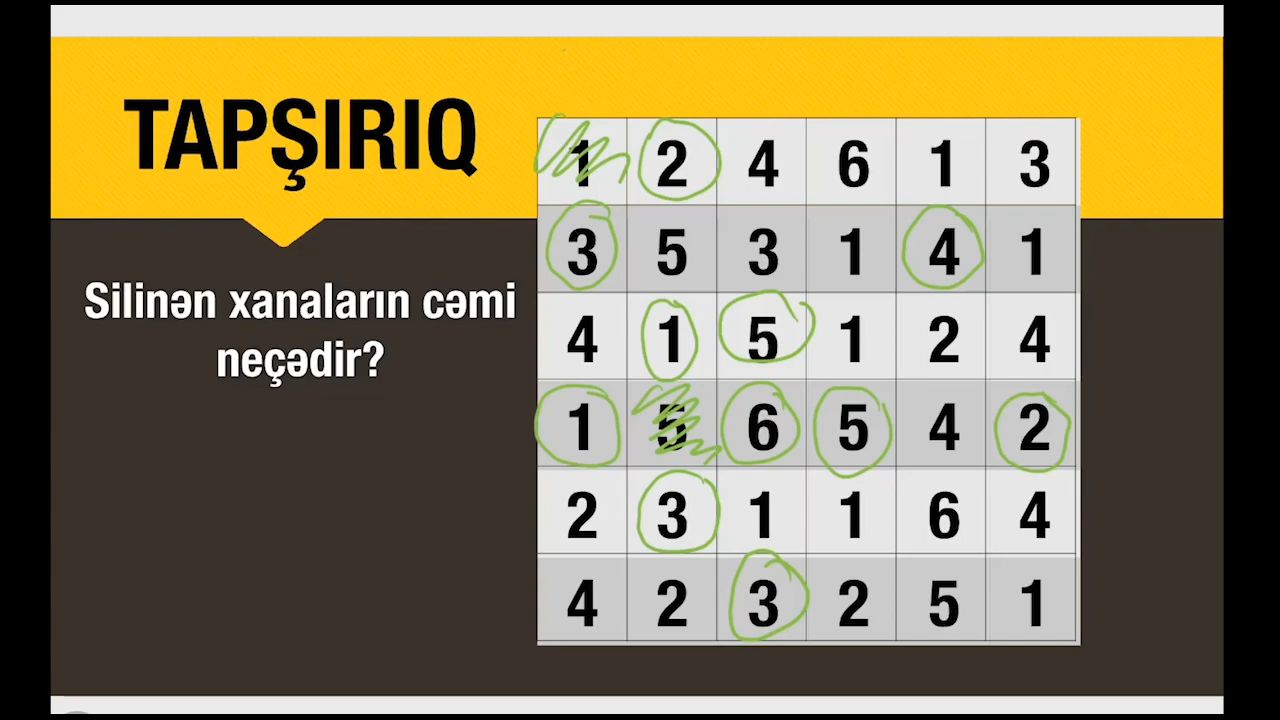 TAPŞIRIQ
Silinən xanaların cəmi
neçədir?
1 2 4 6 1 3
3 5 3 1 4 1
4 1 5 1 2 4
1 5 6 5 4 2
2 3 1 1 6 4
4 2 3 2 5 1